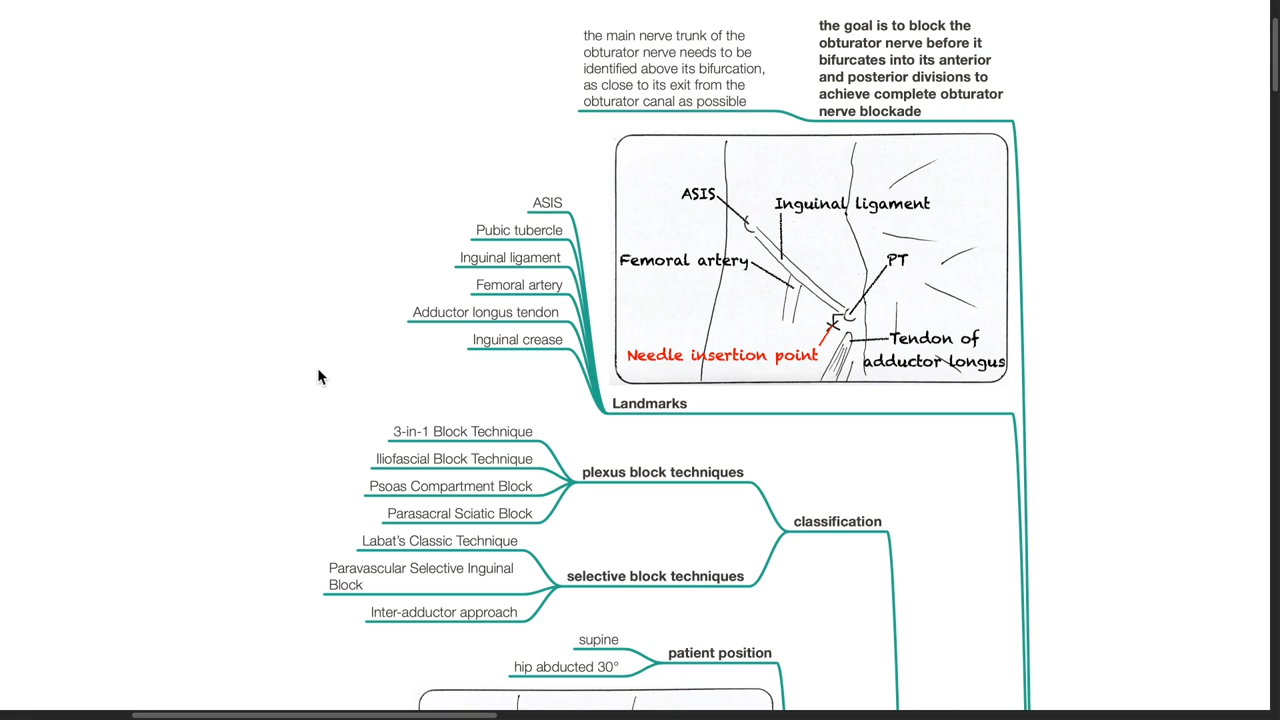 the main nerve trunk of the
obturator nerve needs to be
identified above its bifurcation,
as close to its exit from the
obturator canal as possible
the goal is to block the
obturator nerve before it
bifurcates into its anterior
and posterior divisions to
achieve complete obturator
nerve blockade
ASIS
Inguinal ligament
Femoral artery
PT
Needle insertion point
Tendon of
adductor longus
ASIS
Pubic tubercle
Inguinal ligament
Femoral artery
Adductor longus tendon
Inguinal crease
Landmarks
3-in-1 Block Technique
Iliofascial Block Technique
Psoas Compartment Block
Parasacral Sciatic Block
plexus block techniques
classification
Labat's Classic Technique
Paravascular Selective Inguinal
Block
Inter-adductor approach
selective block techniques
supine
hip abducted 30°
patient position